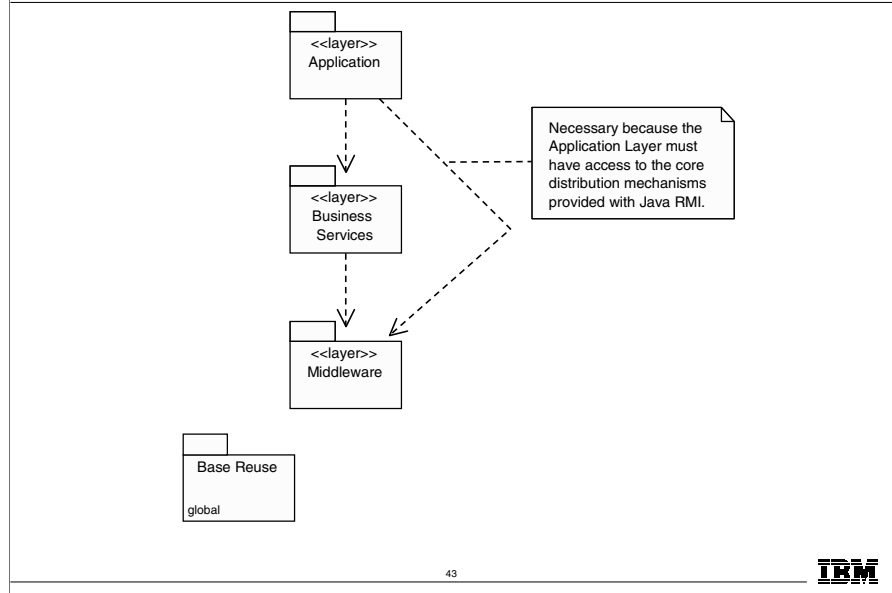 <<layer>>
Application
Necessary because the
Application Layer must
have access to the core
distribution mechanisms
provided with Java RMI.
<<layer>>
Business
Services
<<layer>>
Middleware
Base Reuse
global
43
IBM